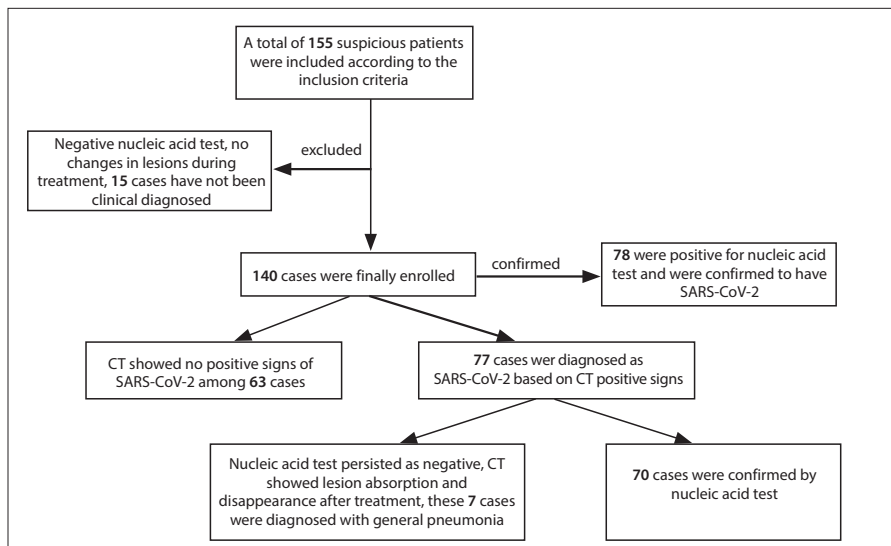 A total of 155 suspicious patients
were included according to the
inclusion criteria
excluded
Negative nucleic acid test, no
changes in lesions during
treatment, 15 cases have not been
clinical diagnosed
140 cases were finally enrolled
confirmed
78 were positive for nucleic acid
test and were confirmed to have
SARS-CoV-2
CT showed no positive signs of
SARS-CoV-2 among 63 cases
77 cases wer diagnosed as
SARS-CoV-2 based on CT positive signs
Nucleic acid test persisted as negative, CT
showed lesion absorption and
disappearance after treatment, these 7 cases
were diagnosed with general pneumonia
70 cases were confirmed by
nucleic acid test